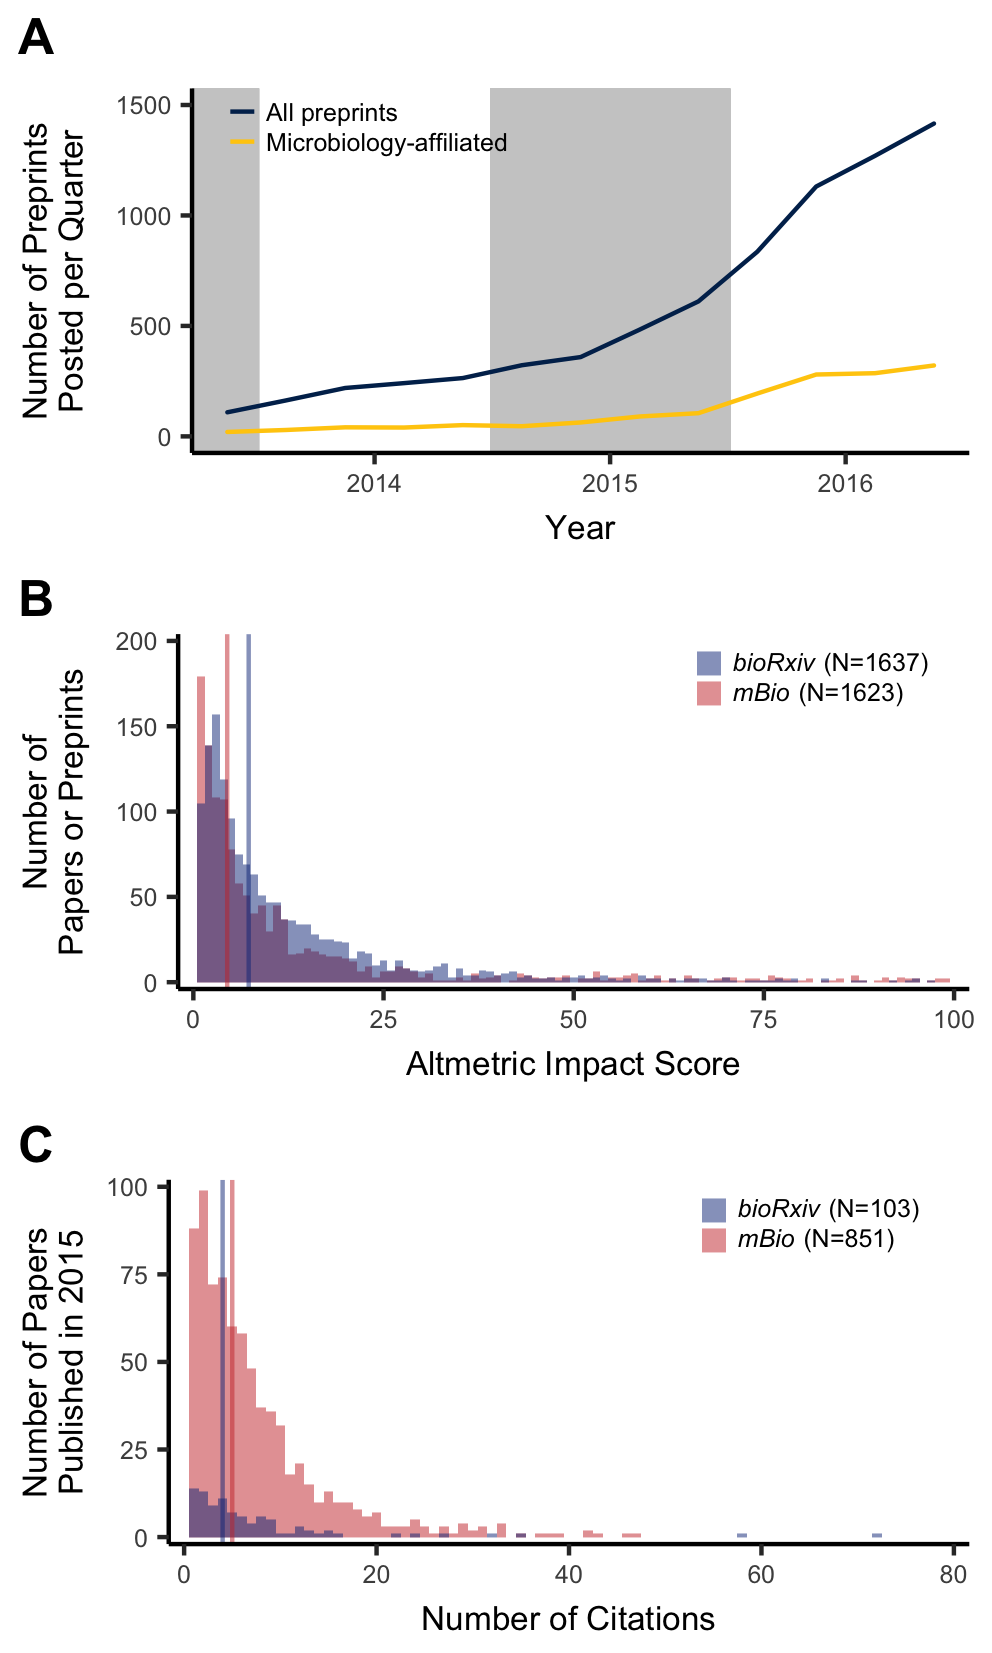 A
Number of Preprints
Posted per Quarter
1500
1000
500
0
All preprints
Microbiology-affiliated
2014
2015
2016
Year
B
Number of
Papers or Preprints
200
150
100
50
0
bioRxiv (N=1637)
mBio (N=1623)
0
25
50
75
100
Altmetric Impact Score
C
Number of Papers
Published in 2015
100
75
50
25
0
bioRxiv (N=103)
mBio (N=851)
0
20
40
60
80
Number of Citations